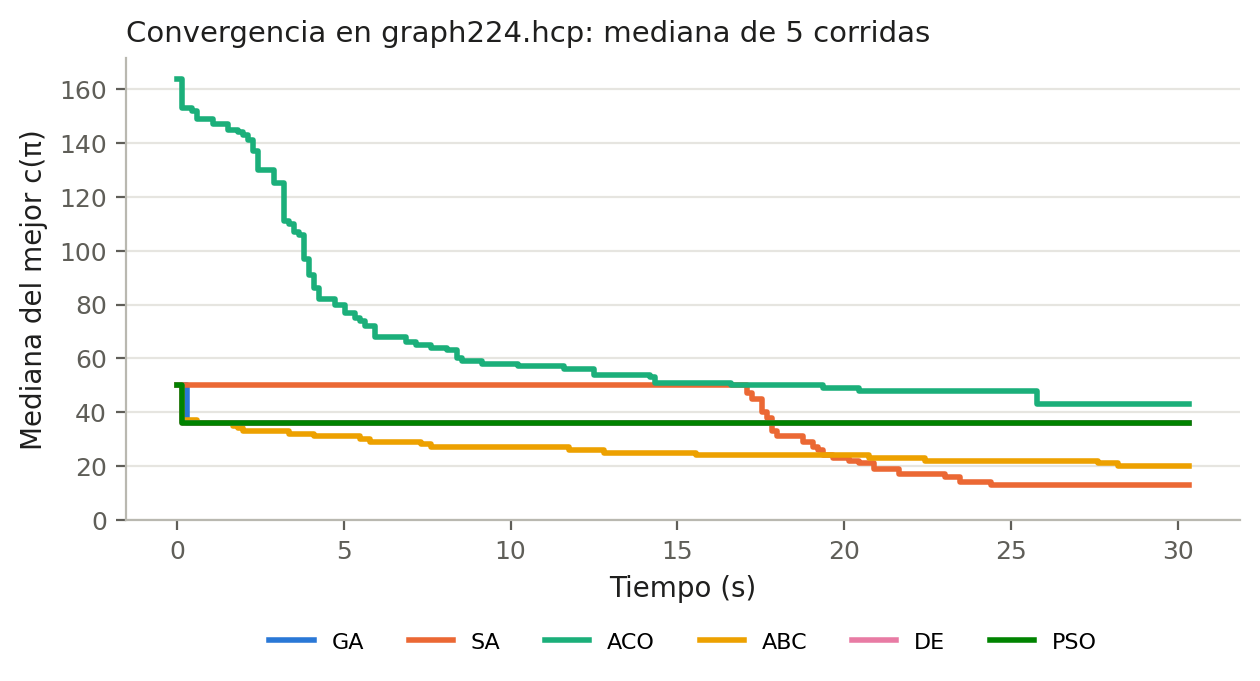 Convergencia en graph224.hcp: mediana de 5 corridas
Mediana del mejor c(π)
160
140
120
100
80
60
40
20
0
0 5 10 15 20 25 30
Tiempo (s)
GA SA ACO ABC DE PSO